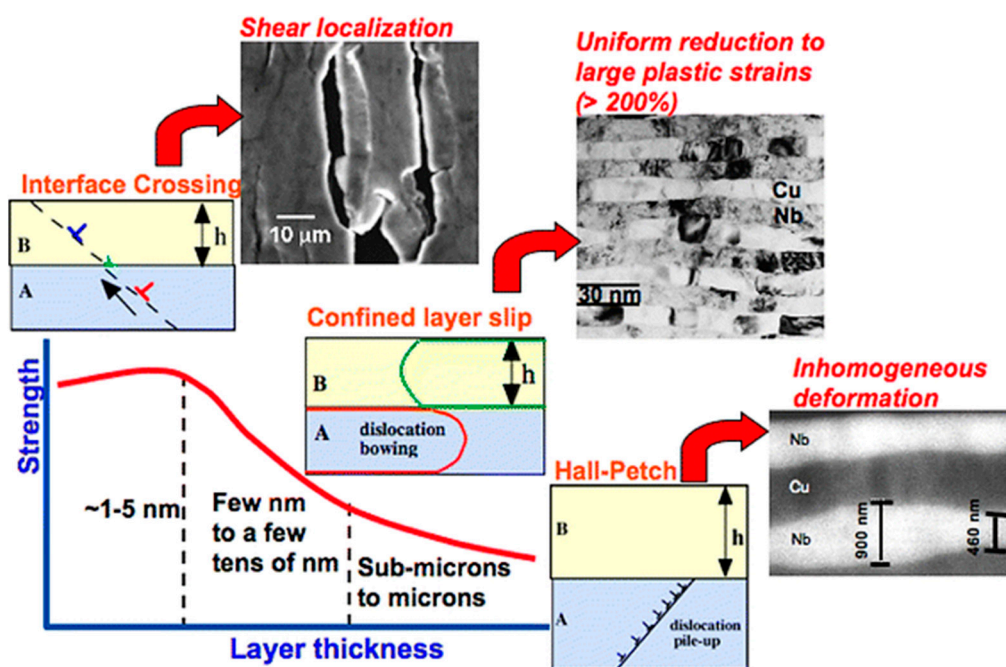 Shear localization
10 μm
Uniform reduction to
large plastic strains
(> 200%)
Cu
Nb
30 nm
Interface Crossing
B
h
A
Confined layer slip
B
h
A
dislocation
bowing
Inhomogeneous
deformation
Nb
Cu
Nb
900 nm
460 nm
Hall-Petch
B
h
A
dislocation
pile-up
Strength
~1-5 nm
Few nm
to a few
tens of nm
Sub-microns
to microns
Layer thickness